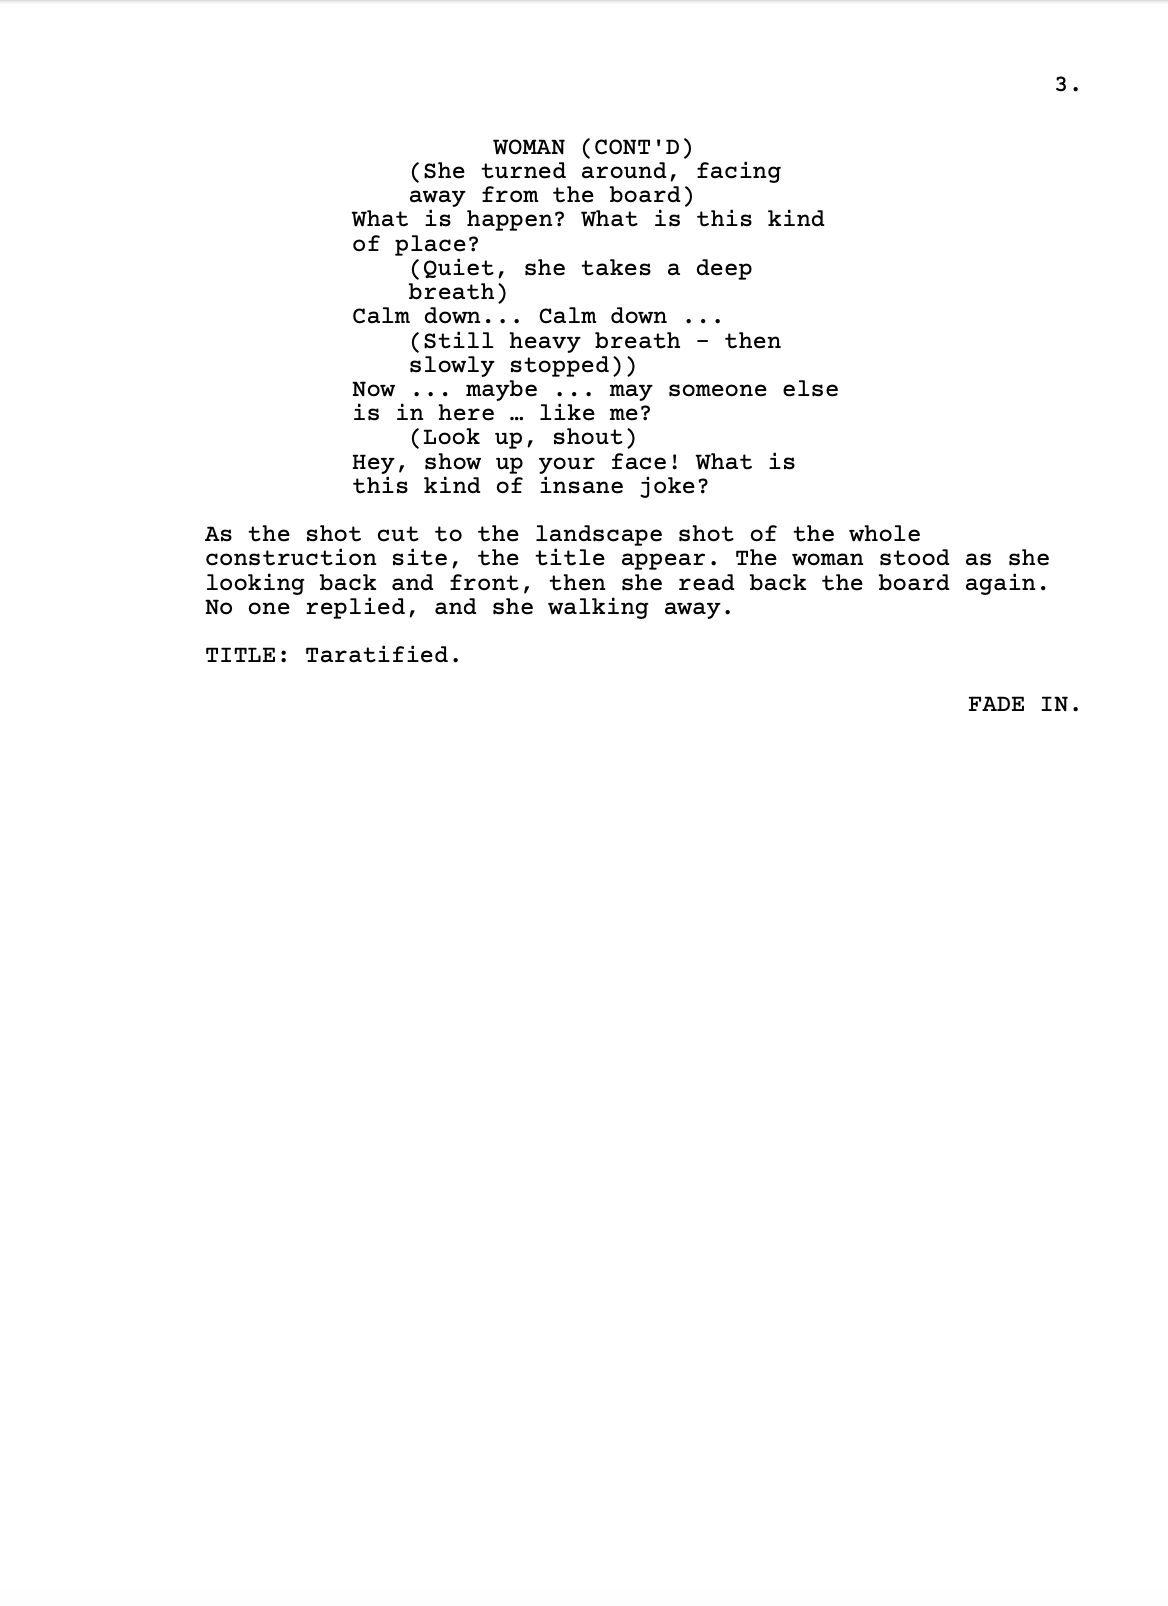 3.
WOMAN (CONT'D)
(She turned around, facing
away from the board)
What is happen? What is this kind
of place?
(Quiet, she takes a deep
breath)
Calm down... Calm down ...
(Still heavy breath - then
slowly stopped))
Now ... maybe ... may someone else
is in here … like me?
(Look up, shout)
Hey, show up your face! What is
this kind of insane joke?
As the shot cut to the landscape shot of the whole
construction site, the title appear. The woman stood as she
looking back and front, then she read back the board again.
No one replied, and she walking away.
TITLE: Taratified.
FADE IN.